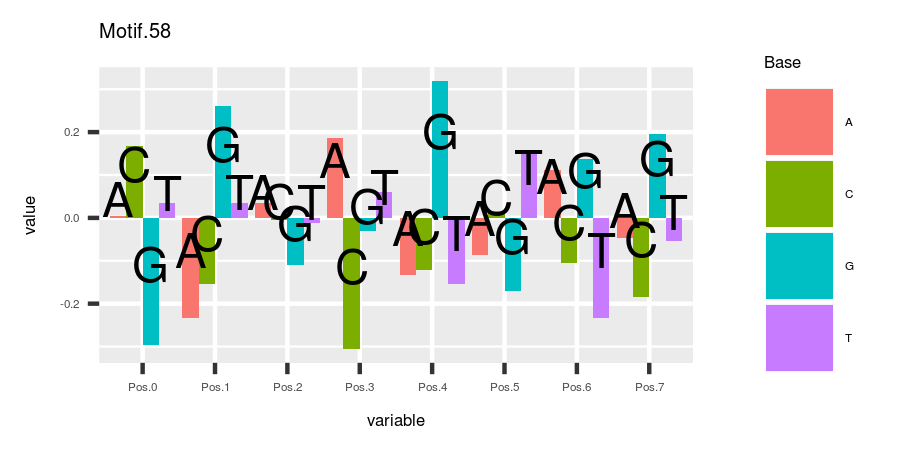 Motif.58
value
0.2
0.0
-0.2
A C G T A C G T A C G T A C G T A C G T A C G T A C G T A C G T
Pos.0 Pos.1 Pos.2 Pos.3 Pos.4 Pos.5 Pos.6 Pos.7
variable
Base
A
C
G
T